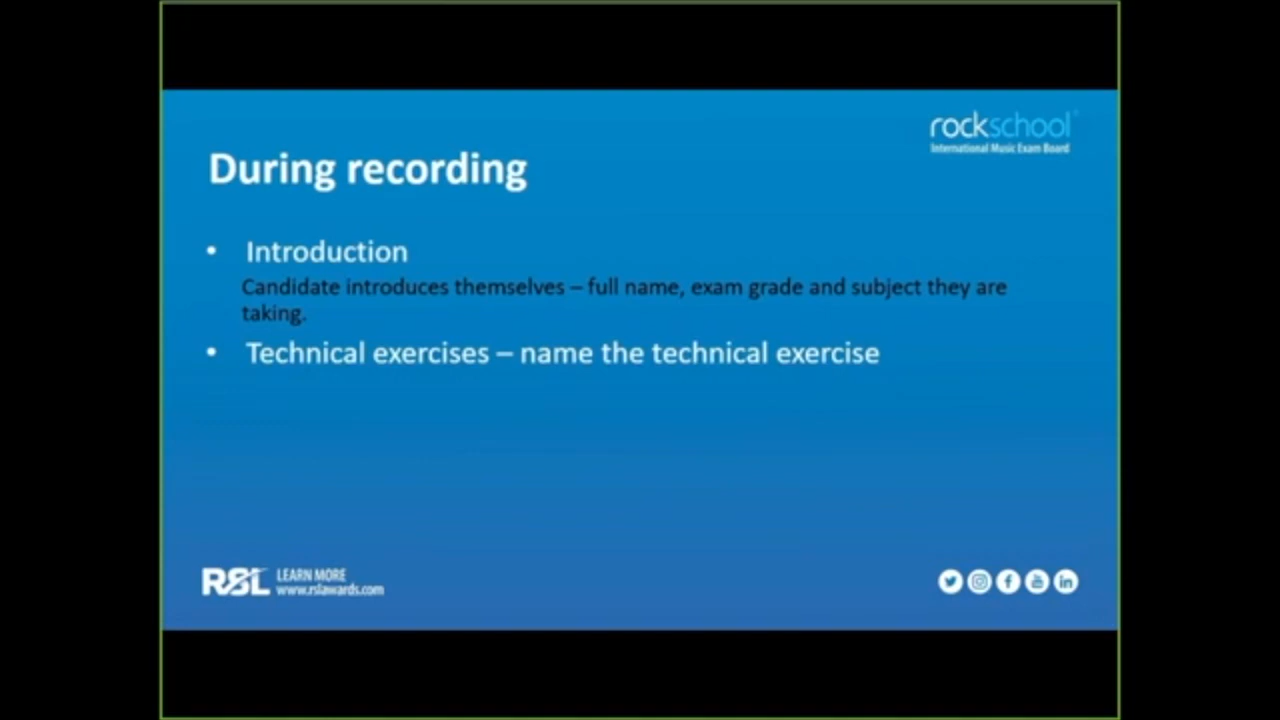 rockschool
International Music Exam Board
During recording
• Introduction
Candidate introduces themselves – full name, exam grade and subject they are
taking.
• Technical exercises – name the technical exercise
RSL LEARN MORE
www.rslawards.com